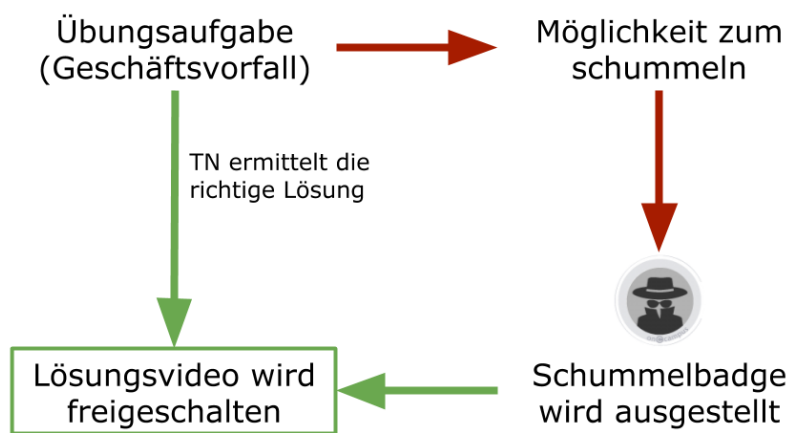 Übungsaufgabe
(Geschäftsvorfall)
Möglichkeit zum
schummeln
TN ermittelt die
richtige Lösung
Lösungsvideo wird
freigeschalten
Schummelbadge
wird ausgestellt